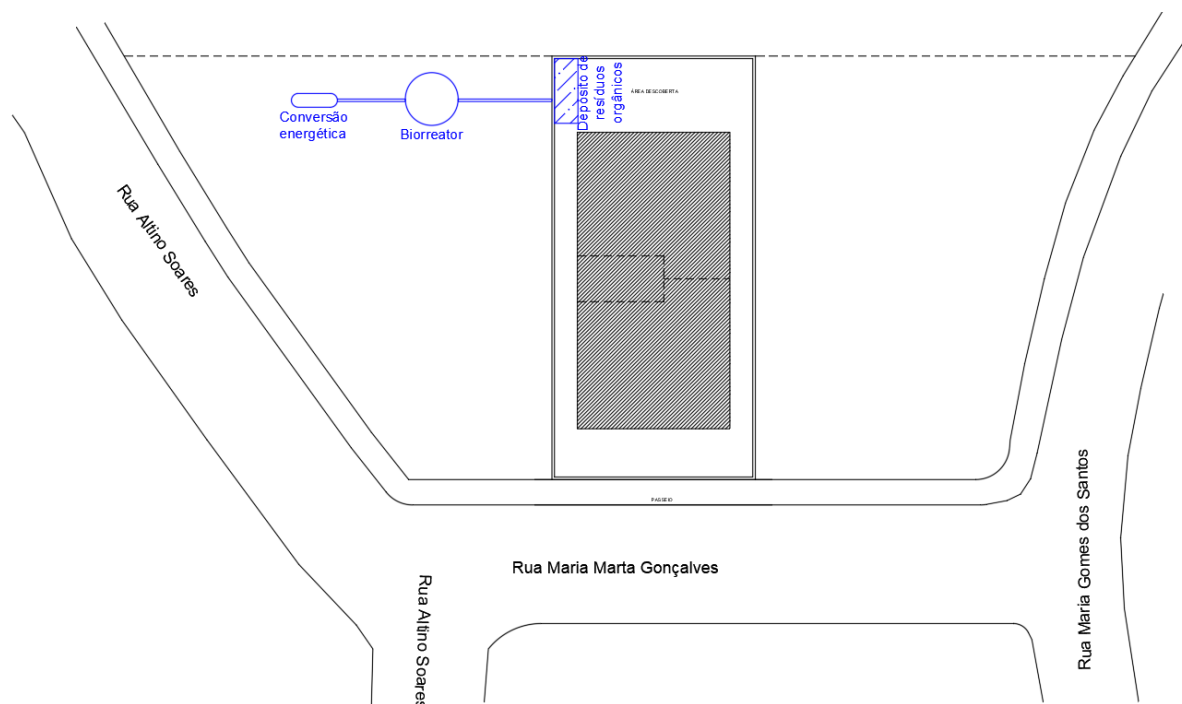 Depósito de
resíduos
orgânicos
ÁREA DESCOBERTA
Conversão
energética
Biorreator
Rua Altino Soares
PASSEIO
Rua Maria Marta Gonçalves
Rua Altino Soares
Rua Maria Gomes dos Santos